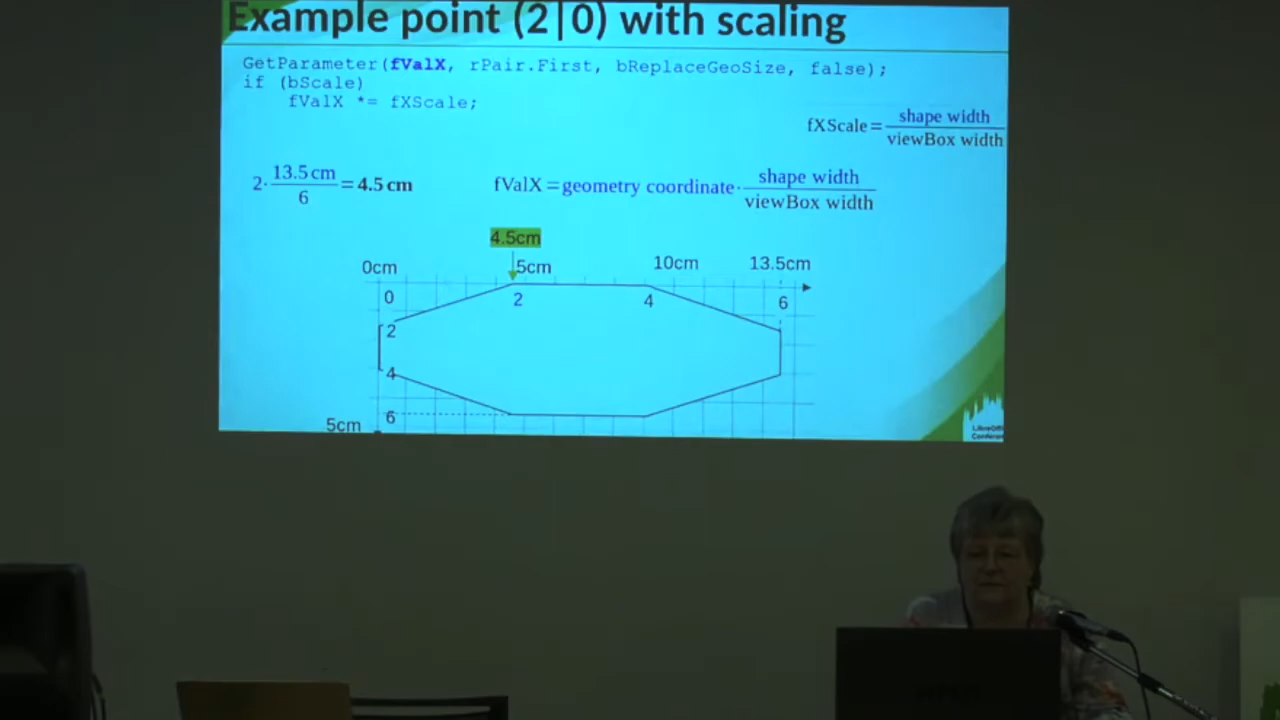 Example point (2|0) with scaling
GetParameter(fValX, rPair.First, bReplaceGeoSize, false);
if (bScale)
fValX *= fXScale;
fXScale = shape width / viewBox width
2 · 13.5 cm / 6 = 4.5 cm
fValX = geometry coordinate · shape width / viewBox width
4.5cm
0cm 5cm 10cm 13.5cm
0 2 4 6
2
4
6
5cm